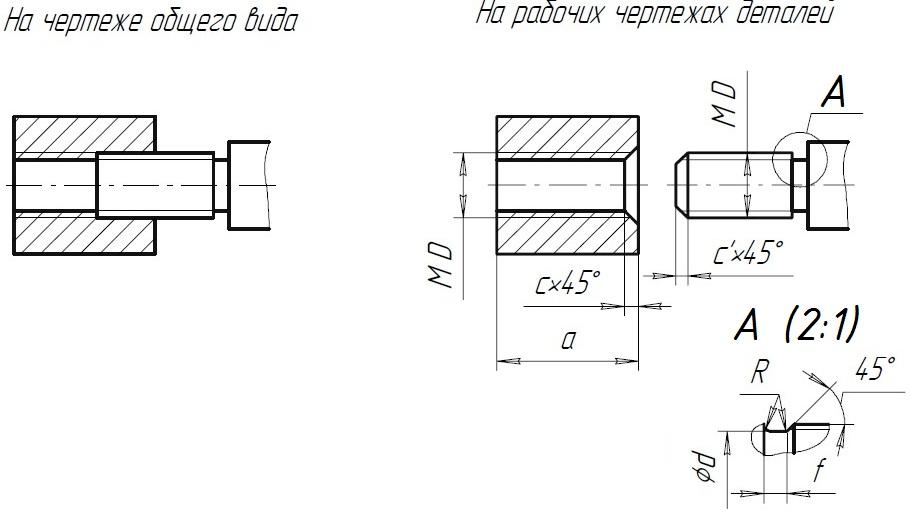 На чертеже общего вида
На рабочих чертежах деталей
M D
c×45°
a
M D
A
c'×45°
A (2:1)
R
45°
φd
f